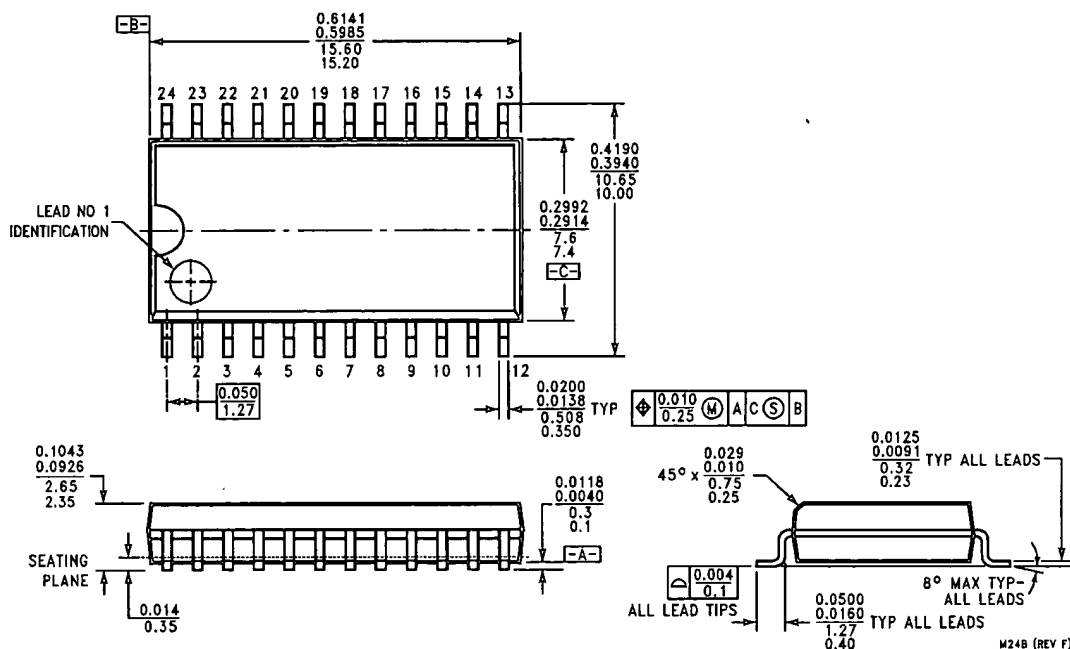 -B-
0.6141
0.5985
15.60
15.20
24 23 22 21 20 19 18 17 16 15 14 13
0.4190
0.3940
10.65
10.00
LEAD NO 1
IDENTIFICATION
0.2992
0.2914
7.6
7.4
-C-
1 2 3 4 5 6 7 8 9 10 11 12
0.050
1.27
0.0200
0.0138
0.508
0.350
TYP
⌖ 0.010 0.25 Ⓜ A C Ⓢ B
0.1043
0.0926
2.65
2.35
0.0118
0.0040
0.3
0.1
-A-
SEATING
PLANE
0.014
0.35
45° x
0.029
0.010
0.75
0.25
0.0125
0.0091
0.32
0.23
TYP ALL LEADS
0.004
0.1
ALL LEAD TIPS
0.0500
0.0160
1.27
0.40
TYP ALL LEADS
8° MAX TYP-
ALL LEADS
M24B (REV F)